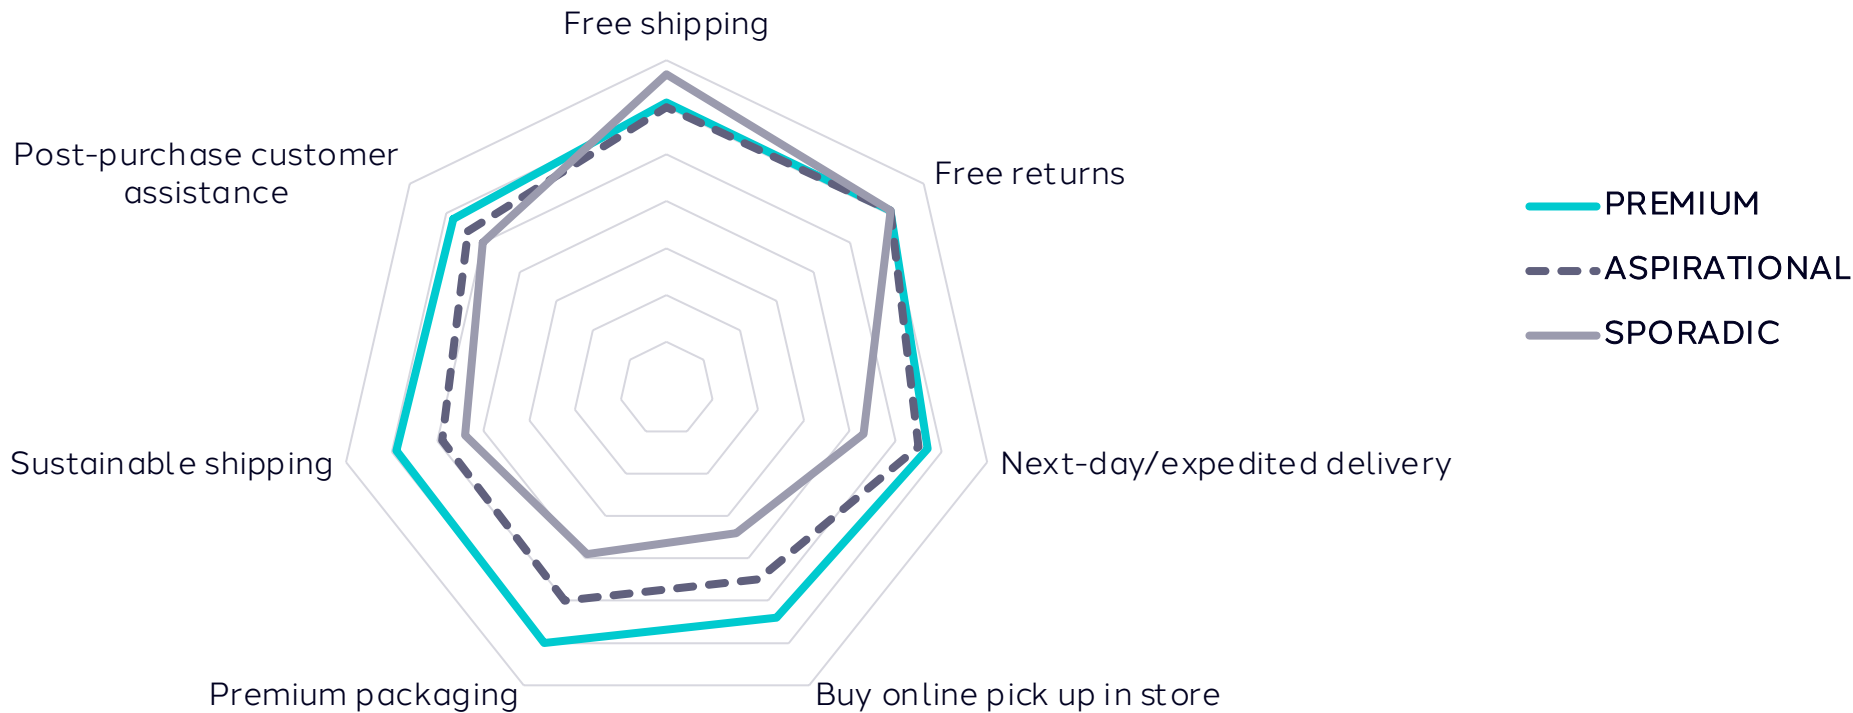 Free shipping
Post-purchase customer
assistance
Free returns
PREMIUM
ASPIRATIONAL
SPORADIC
Sustainable shipping
Next-day/expedited delivery
Premium packaging
Buy online pick up in store